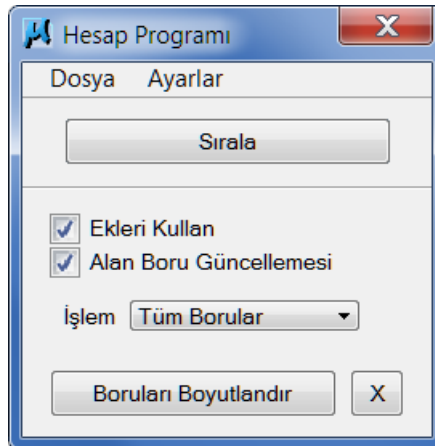 Hesap Programı
X
Dosya Ayarlar
Sırala
Ekleri Kullan
Alan Boru Güncellemesi
İşlem Tüm Borular
Boruları Boyutlandır X